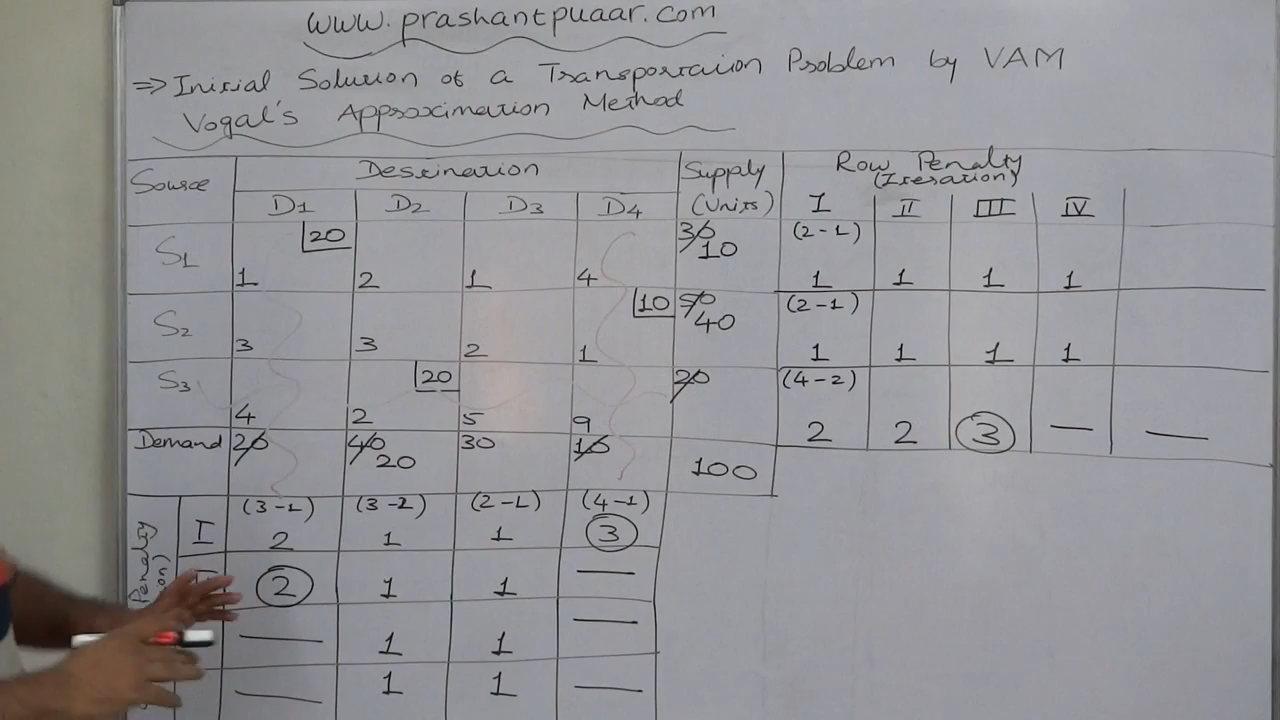 www.prashantpuaar.com
⇒ Initial Solution of a Transportaion Problem by VAM
Vogal's Approximation Method
Source Destination Supply (Units) Row Penalty (Iteration)
D1 D2 D3 D4 I II III IV
S1 20 30 10 (2-1)
1 2 1 4 1 1 1 1
S2 10 50 40 (2-1)
3 3 2 1 1 1 1 1
S3 20 20 (4-2)
4 2 5 9 2 2 3 — —
Demand 20 40 20 30 10 100
Penalty I (3-1) (3-2) (2-1) (4-1)
2 1 1 3
2 1 1 —
— 1 1 —
— 1 1 —